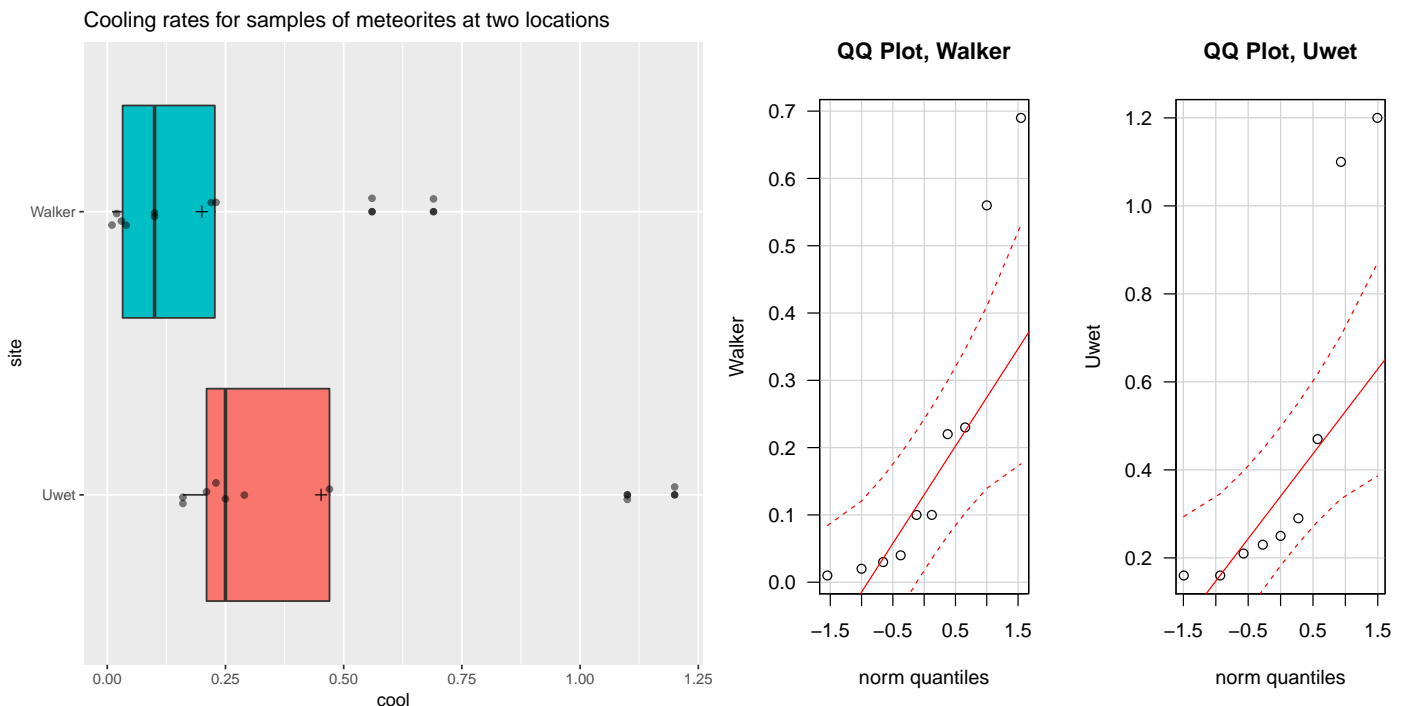 Cooling rates for samples of meteorites at two locations
site
Walker
Uwet
0.00 0.25 0.50 0.75 1.00 1.25
cool
QQ Plot, Walker
Walker
0.7
0.6
0.5
0.4
0.3
0.2
0.1
0.0
−1.5 −0.5 0.5 1.5
norm quantiles
QQ Plot, Uwet
Uwet
1.2
1.0
0.8
0.6
0.4
0.2
−1.5 −0.5 0.5 1.5
norm quantiles